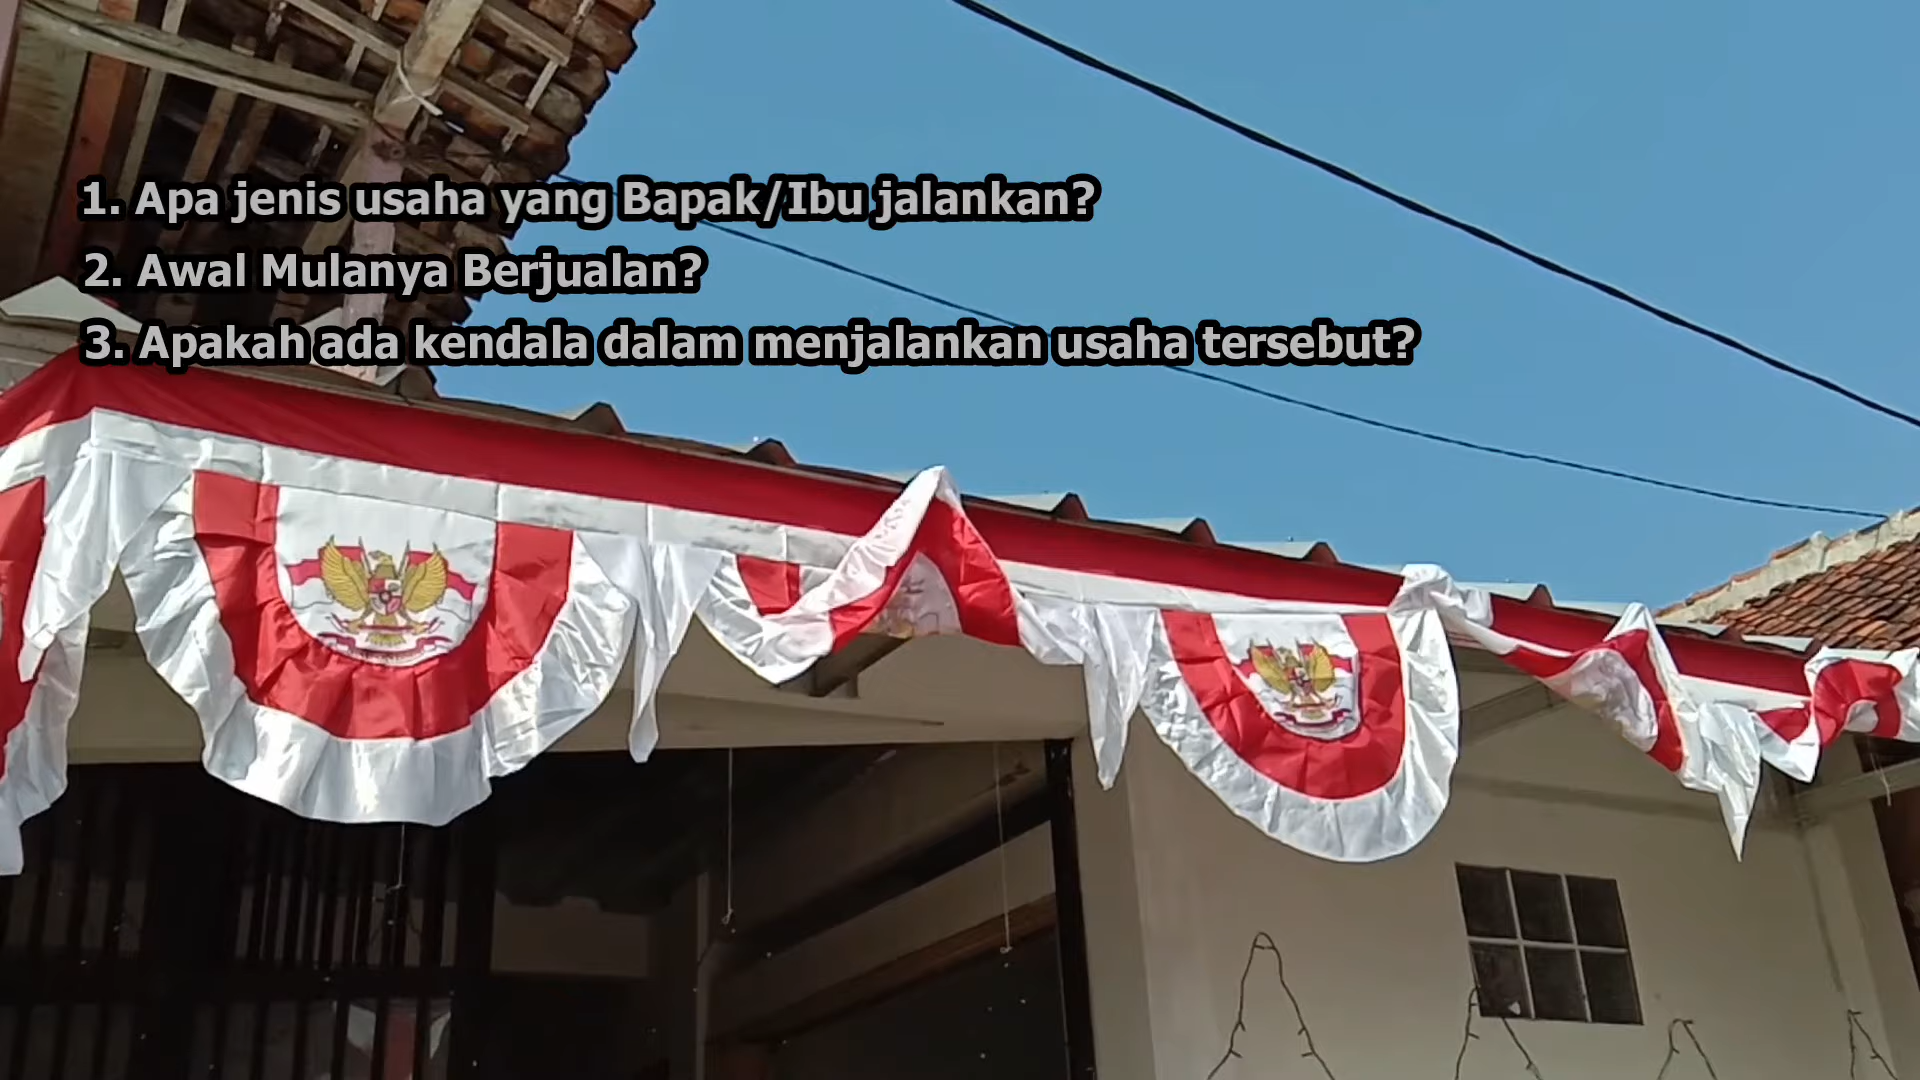 1. Apa jenis usaha yang Bapak/Ibu jalankan?
2. Awal Mulanya Berjualan?
3. Apakah ada kendala dalam menjalankan usaha tersebut?